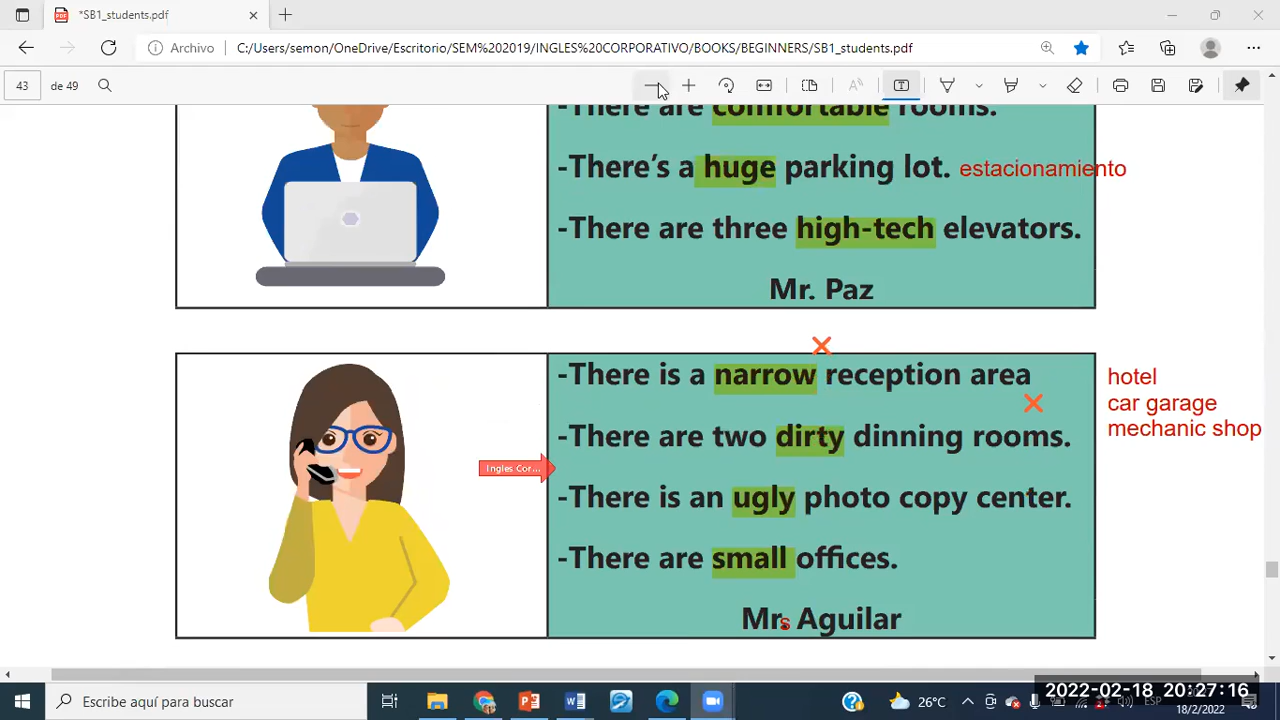 *SB1_students.pdf
Archivo
C:/Users/semon/OneDrive/Escritorio/SEM%202019/INGLES%20CORPORATIVO/BOOKS/BEGINNERS/SB1_students.pdf
43 de 49
-There are comfortable rooms.
-There's a huge parking lot. estacionamiento
-There are three high-tech elevators.
Mr. Paz
-There is a narrow reception area
hotel
car garage
mechanic shop
-There are two dirty dinning rooms.
Ingles Cor...
-There is an ugly photo copy center.
-There are small offices.
Mrs Aguilar
Escribe aquí para buscar
26°C
ESP
2022-02-18 20:27:16
18/2/2022